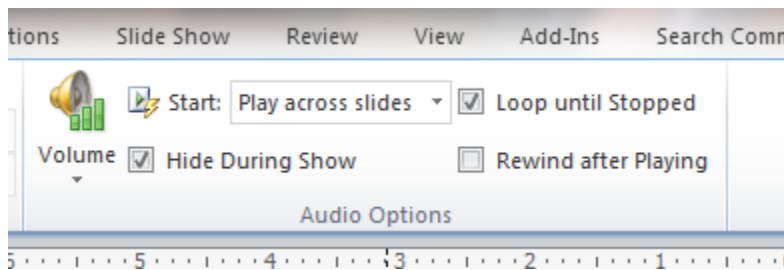 tions Slide Show Review View Add-Ins Search Comm
Start: Play across slides Loop until Stopped
Volume Hide During Show Rewind after Playing
Audio Options
5 4 3 2 1